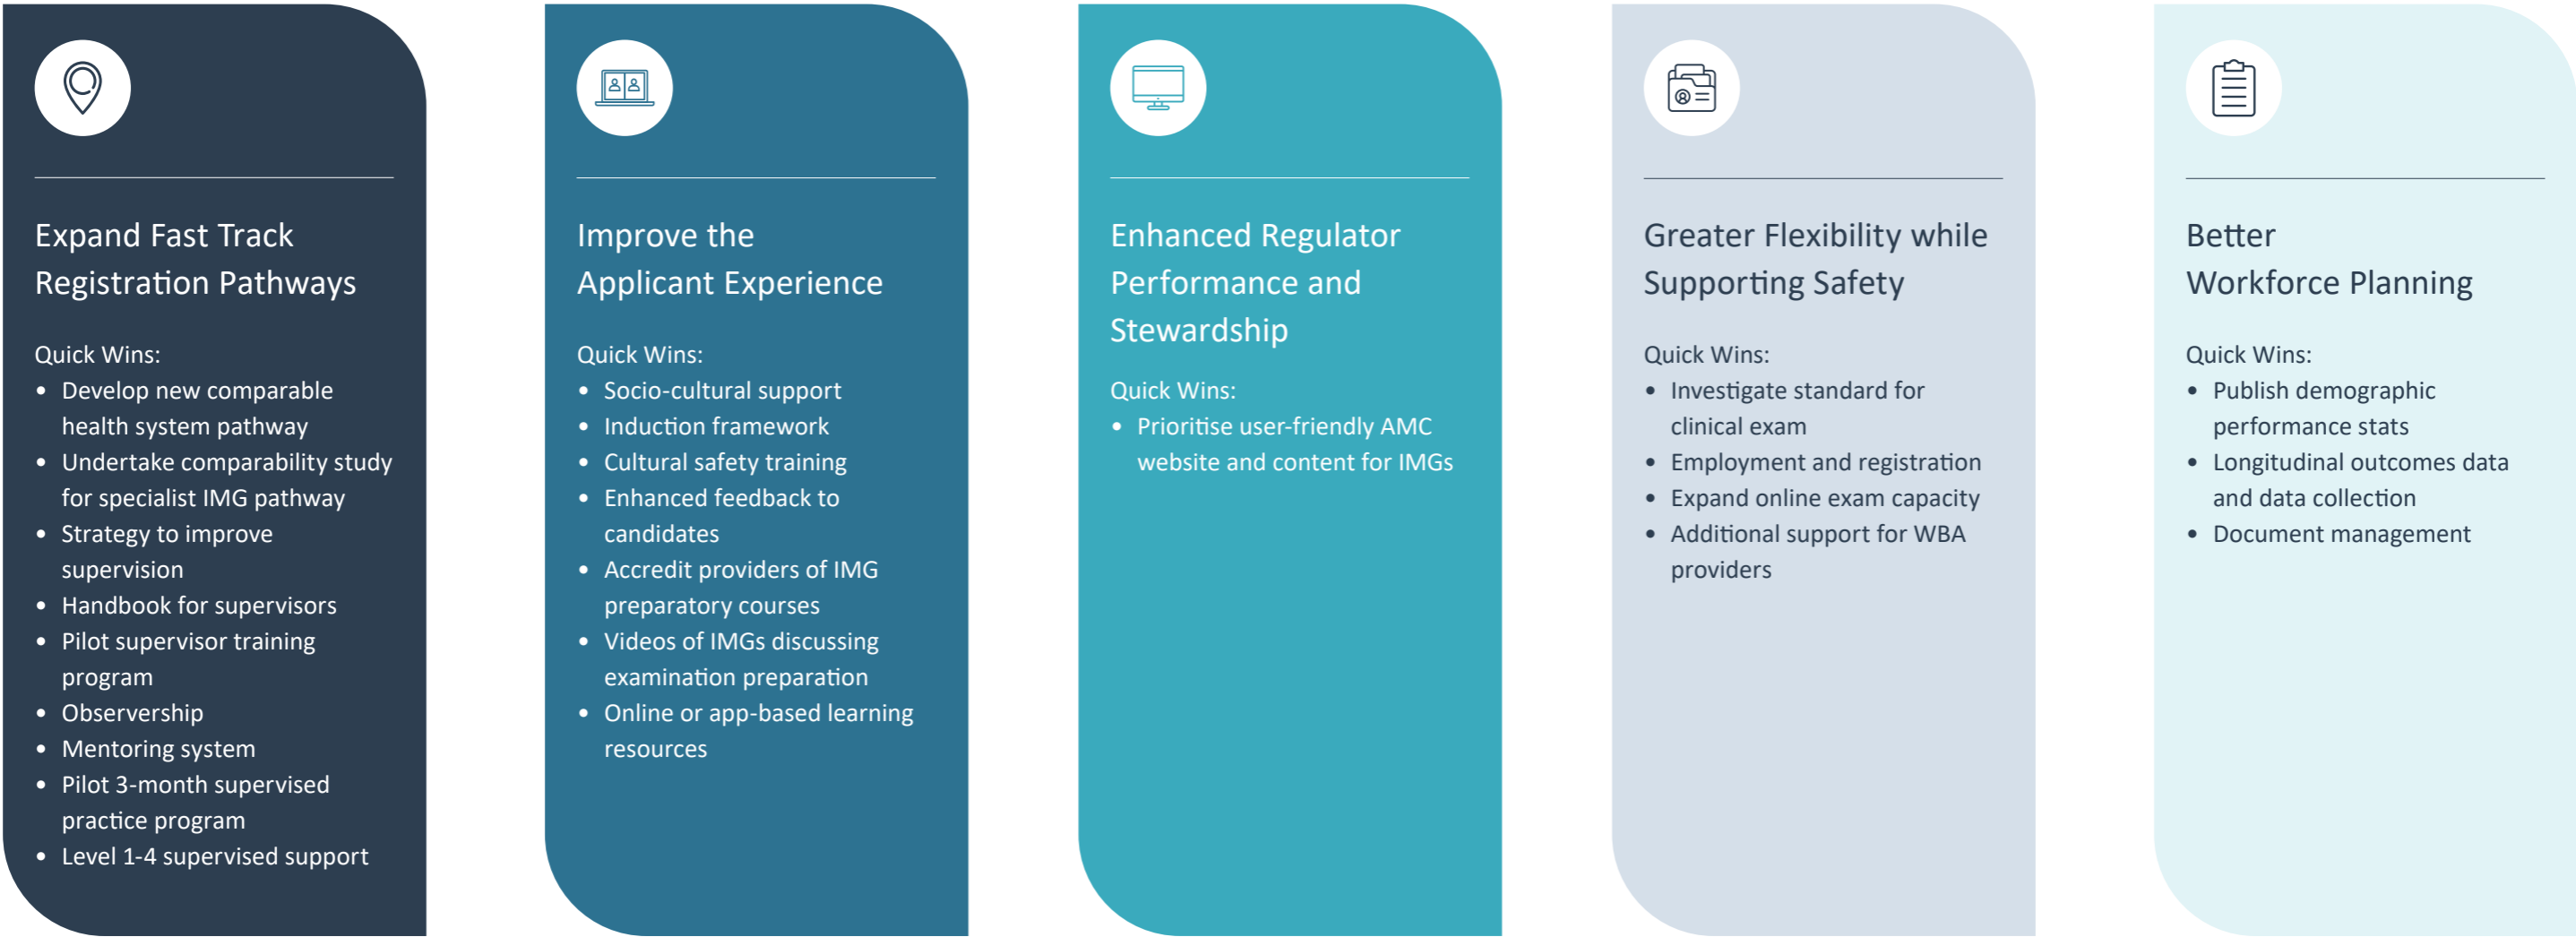 Expand Fast Track
Registration Pathways
Quick Wins:
• Develop new comparable
health system pathway
• Undertake comparability study
for specialist IMG pathway
• Strategy to improve
supervision
• Handbook for supervisors
• Pilot supervisor training
program
• Observership
• Mentoring system
• Pilot 3-month supervised
practice program
• Level 1-4 supervised support
Improve the
Applicant Experience
Quick Wins:
• Socio-cultural support
• Induction framework
• Cultural safety training
• Enhanced feedback to
candidates
• Accredit providers of IMG
preparatory courses
• Videos of IMGs discussing
examination preparation
• Online or app-based learning
resources
Enhanced Regulator
Performance and
Stewardship
Quick Wins:
• Prioritise user-friendly AMC
website and content for IMGs
Greater Flexibility while
Supporting Safety
Quick Wins:
• Investigate standard for
clinical exam
• Employment and registration
• Expand online exam capacity
• Additional support for WBA
providers
Better
Workforce Planning
Quick Wins:
• Publish demographic
performance stats
• Longitudinal outcomes data
and data collection
• Document management